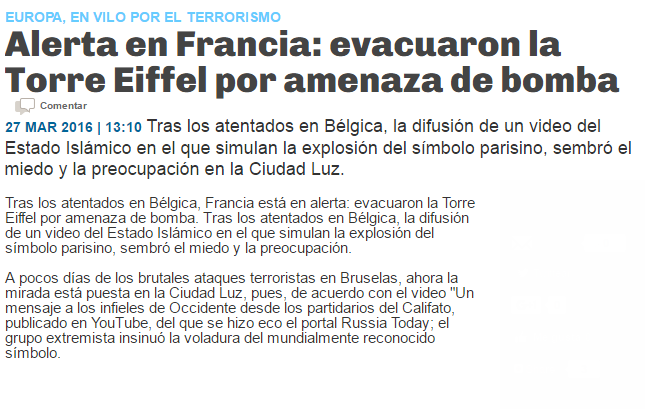 EUROPA, EN VILO POR EL TERRORISMO
Alerta en Francia: evacuaron la
Torre Eiffel por amenaza de bomba
Comentar
27 MAR 2016 | 13:10 Tras los atentados en Bélgica, la difusión de un video del
Estado Islámico en el que simulan la explosión del símbolo parisino, sembró el
miedo y la preocupación en la Ciudad Luz.
Tras los atentados en Bélgica, Francia está en alerta: evacuaron la Torre
Eiffel por amenaza de bomba. Tras los atentados en Bélgica, la difusión
de un video del Estado Islámico en el que simulan la explosión del
símbolo parisino, sembró el miedo y la preocupación.
A pocos días de los brutales ataques terroristas en Bruselas, ahora la
mirada está puesta en la Ciudad Luz, pues, de acuerdo con el video "Un
mensaje a los infieles de Occidente desde los partidarios del Califato,
publicado en YouTube, del que se hizo eco el portal Russia Today; el
grupo extremista insinuó la voladura del mundialmente reconocido
símbolo.